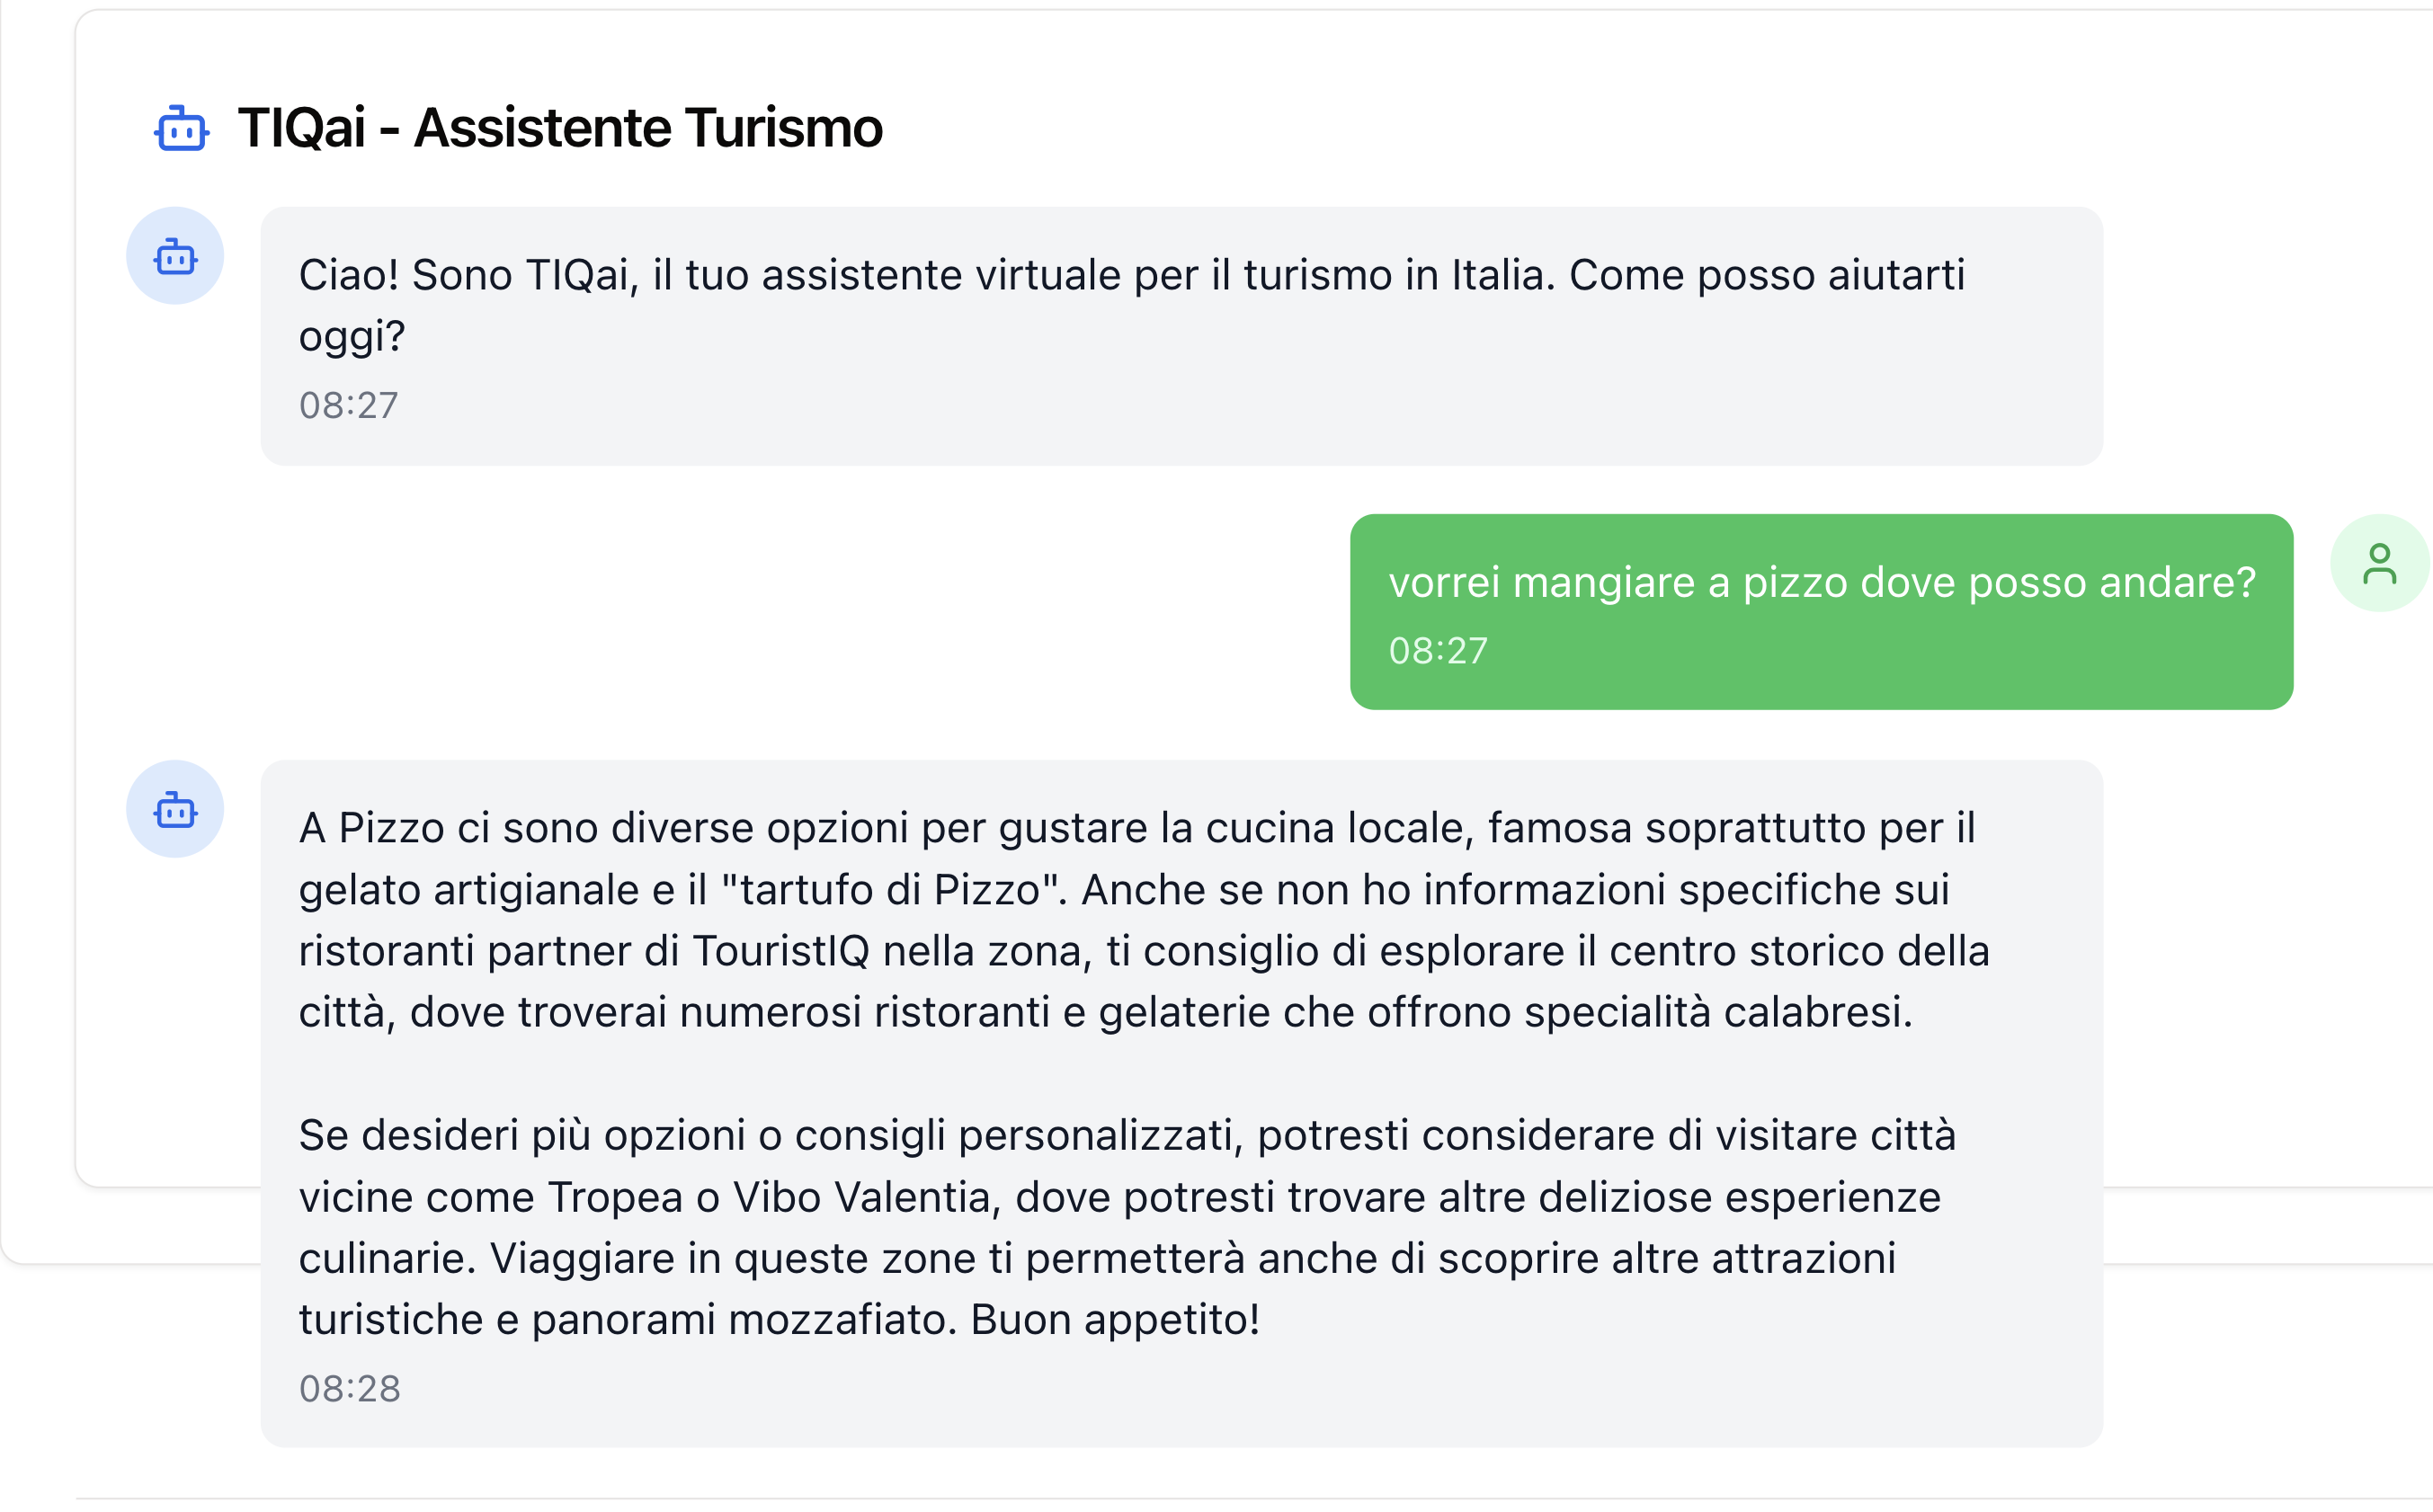 TIQai - Assistente Turismo
Ciao! Sono TIQai, il tuo assistente virtuale per il turismo in Italia. Come posso aiutarti
oggi?
08:27
vorrei mangiare a pizzo dove posso andare?
08:27
A Pizzo ci sono diverse opzioni per gustare la cucina locale, famosa soprattutto per il
gelato artigianale e il "tartufo di Pizzo". Anche se non ho informazioni specifiche sui
ristoranti partner di TouristIQ nella zona, ti consiglio di esplorare il centro storico della
città, dove troverai numerosi ristoranti e gelaterie che offrono specialità calabresi.
Se desideri più opzioni o consigli personalizzati, potresti considerare di visitare città
vicine come Tropea o Vibo Valentia, dove potresti trovare altre deliziose esperienze
culinarie. Viaggiare in queste zone ti permetterà anche di scoprire altre attrazioni
turistiche e panorami mozzafiato. Buon appetito!
08:28